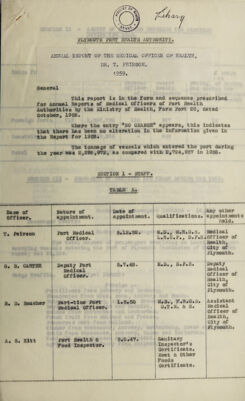 Library
PLYMOUTH PORT HEALTH AUTHORITY.
ANNUAL REPORT OF THE MEDICAL OFFICER OF HEALTH,
DR. T. PEIRSON.
1959.
General
This report is in the form and sequence prescribed
for Annual Reports of Medical Officers of Port Health
Authorities by the Ministry of Health, Form Port 20, dated
October, 1952.
Where the entry "NO CHANGE" appears, this indicates
that there has been no alteration in the information given in
the Report for 1958.
The tonnage of vessels which entered the port during
the year was as compared with in 1958.
SECTION 1 - STAFF.
TABLE A.
Name of Officer.
Nature of appointment.
Date of appointment.
Qualifications.
Any other appointments held.
T. Peirson
Port Medical Officer.
M.D., M.R.C.S.
Medical Officer of Health, City of Plymouth.
Deputy Port Medical Officer.
Deputy Medical Officer of Health, City of Plymouth.
Part-time Port Medical Officer.
Assistant Medical Officer of Health, City of Plymouth.
A. S. Hitt
Port Health & Food Inspector.
Sanitary Inspector's Certificate.
Meat & Other Foods Certificate.